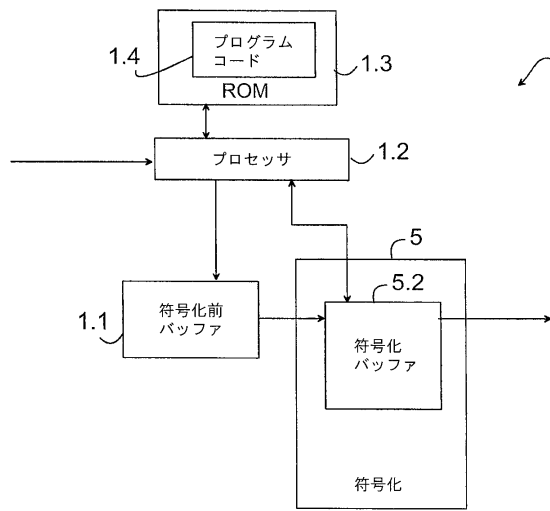 プログラム
コード
1.4
1.3
ROM
プロセッサ
1.2
5
5.2
符号化前
バッファ
1.1
符号化
バッファ
符号化